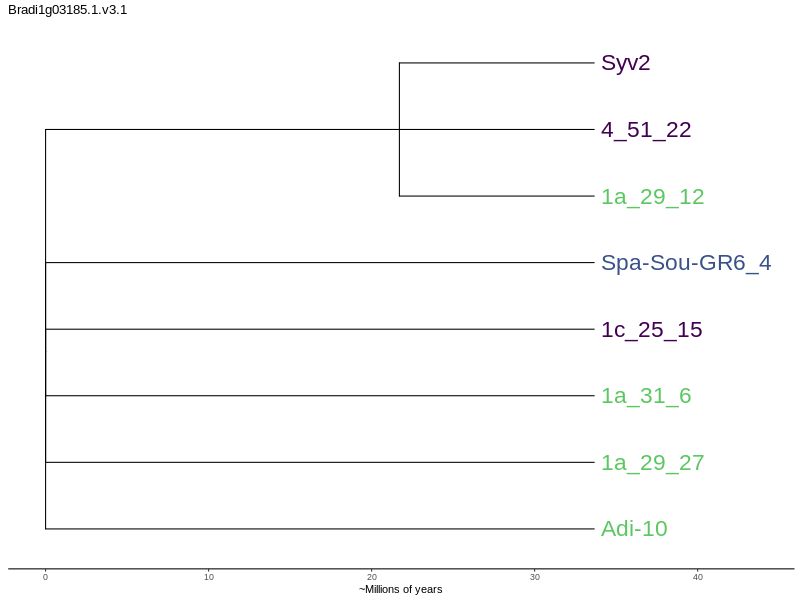 Bradi1g03185.1.v3.1
Syv2
4_51_22
1a_29_12
Spa-Sou-GR6_4
1c_25_15
1a_31_6
1a_29_27
Adi-10
0 10 20 30 40
~Millions of years